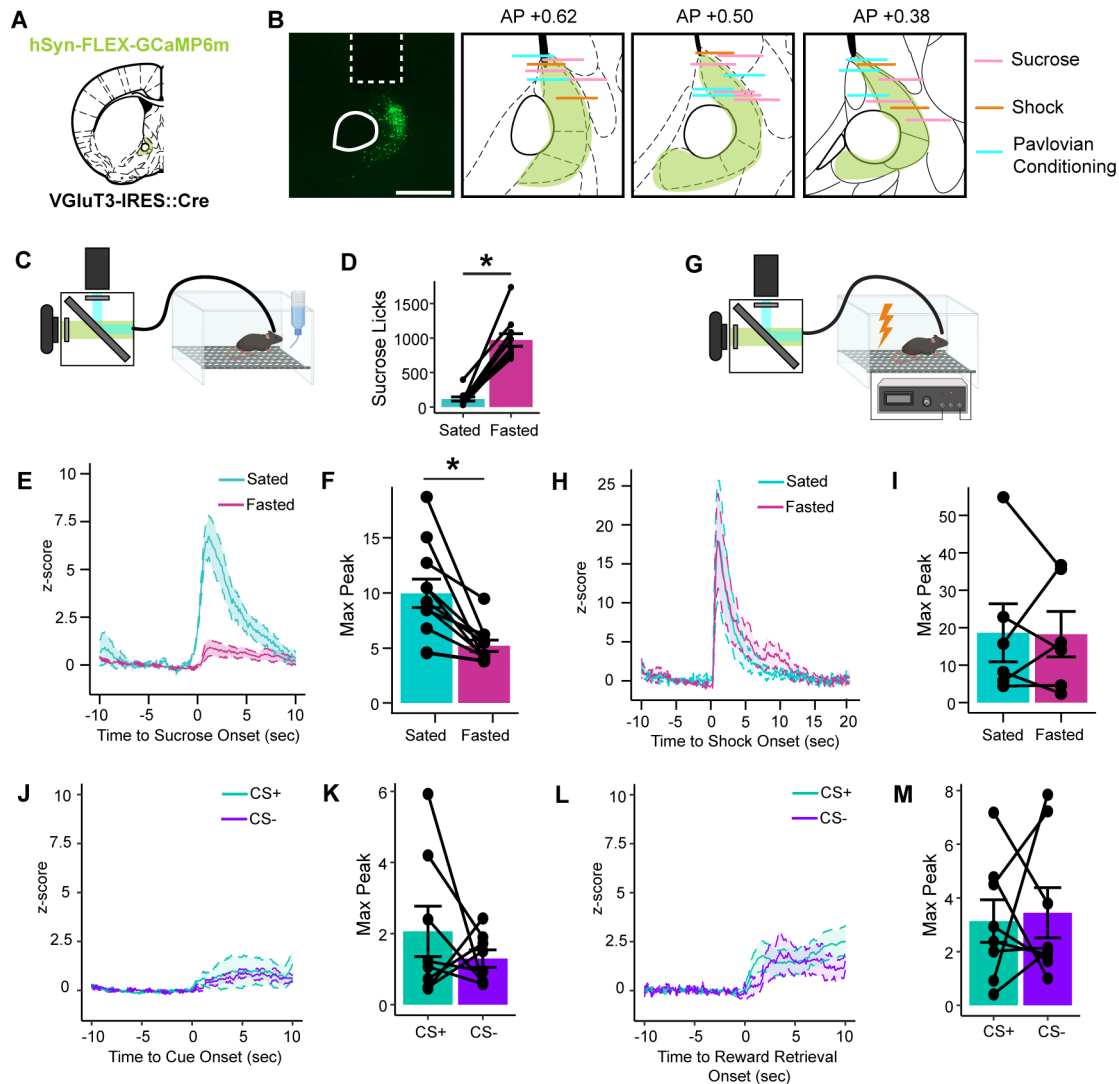 A
hSyn-FLEX-GCaMP6m
VGluT3-IRES::Cre
B
AP +0.62
AP +0.50
AP +0.38
Sucrose
Shock
Pavlovian
Conditioning
C
D
*
Sucrose Licks
1500
1000
500
0
Sated
Fasted
G
E
Sated
Fasted
z-score
10
7.5
5
2.5
0
-10
-5
0
5
10
Time to Sucrose Onset (sec)
F
*
Max Peak
15
10
5
0
Sated
Fasted
H
Sated
Fasted
z-score
25
20
15
10
5
0
-10
-5
0
5
10
15
20
Time to Shock Onset (sec)
I
Max Peak
50
40
30
20
10
0
Sated
Fasted
J
CS+
CS-
z-score
10
7.5
5
2.5
0
-10
-5
0
5
10
Time to Cue Onset (sec)
K
Max Peak
6
4
2
0
CS+
CS-
L
CS+
CS-
z-score
10
7.5
5
2.5
0
-10
-5
0
5
10
Time to Reward Retrieval
Onset (sec)
M
Max Peak
8
6
4
2
0
CS+
CS-